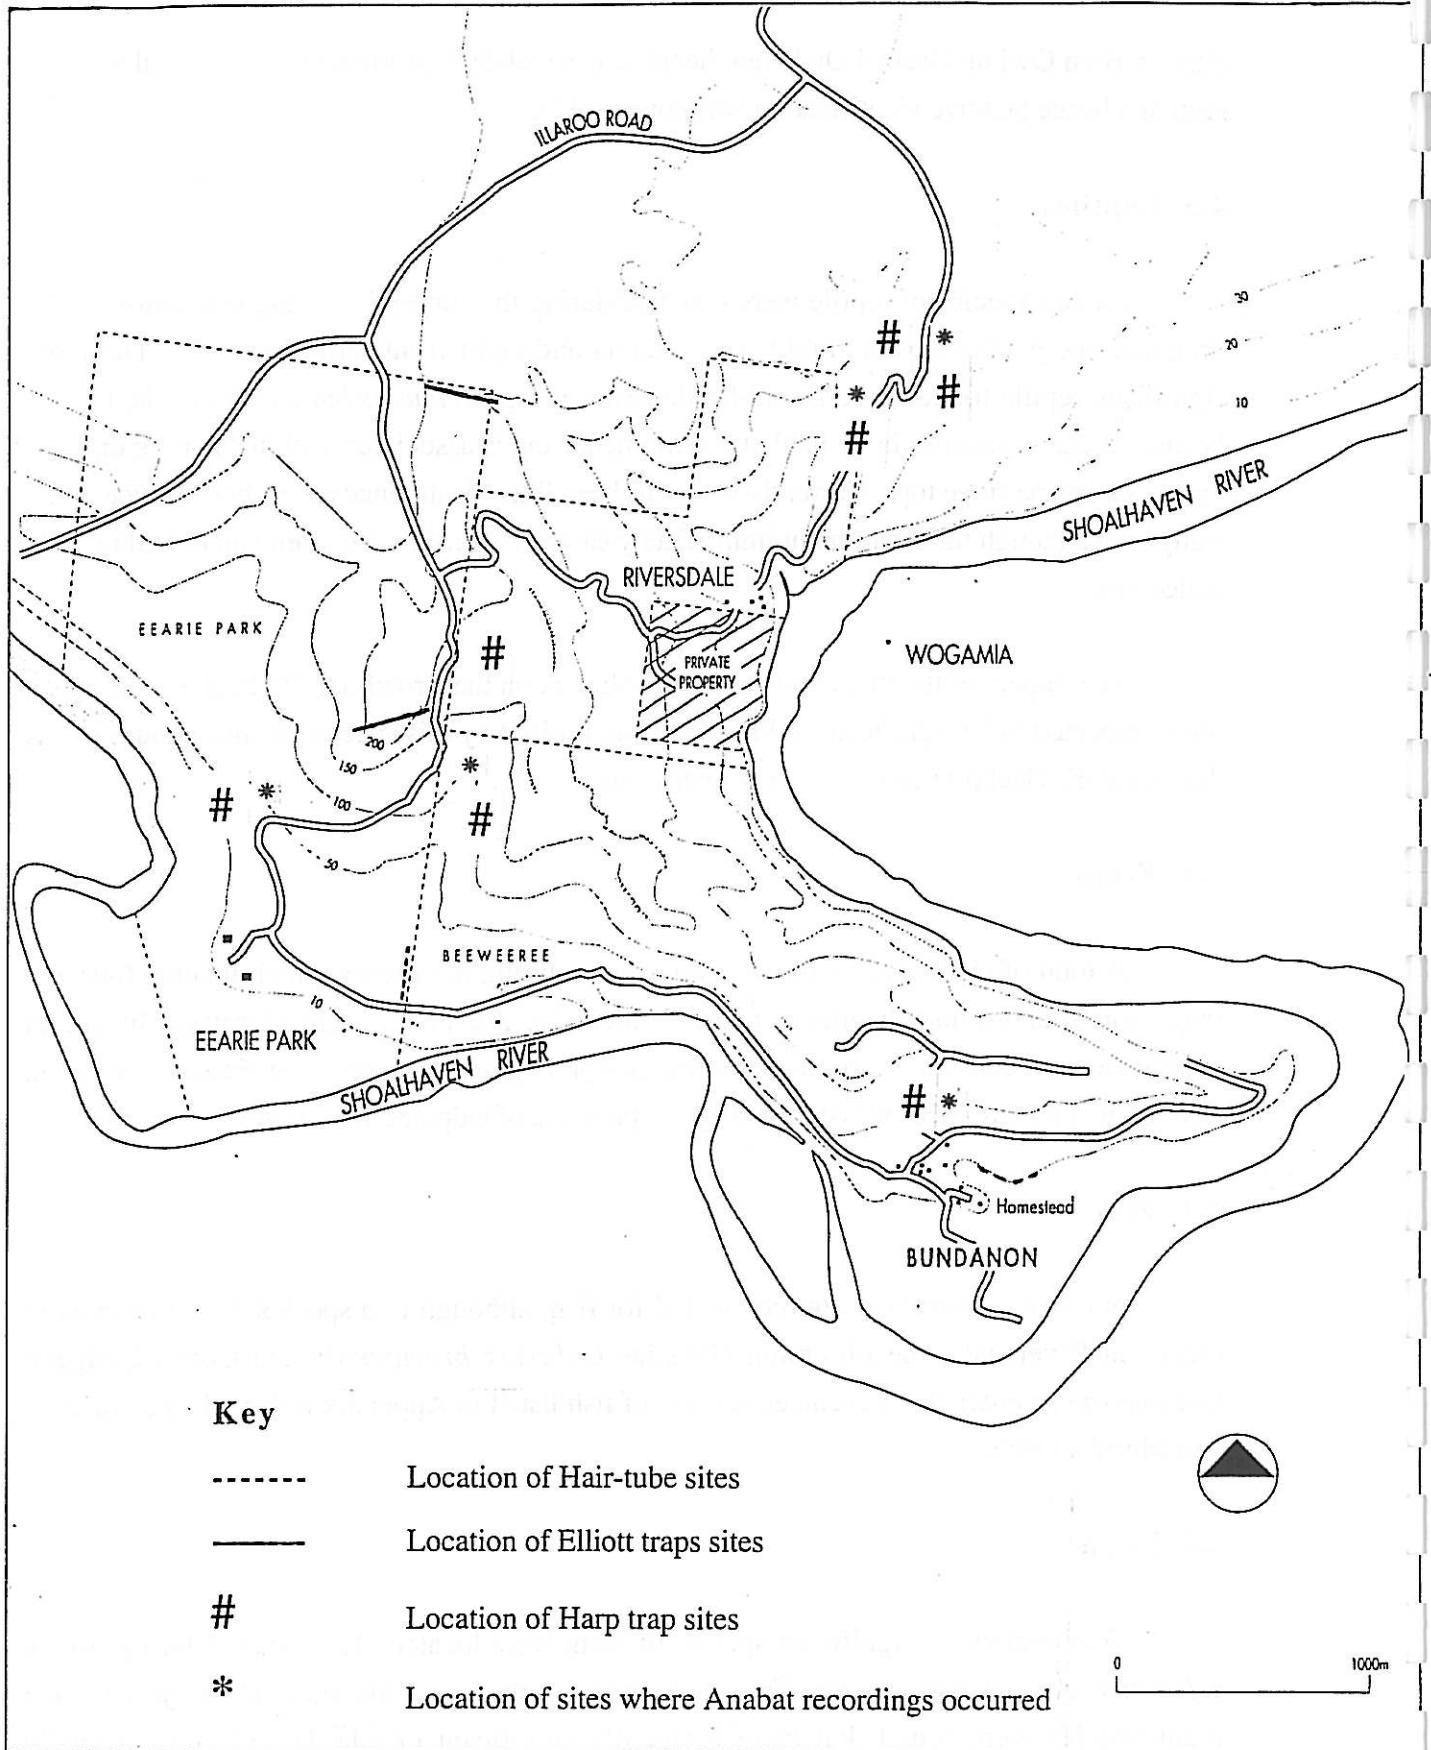 ILLAROO ROAD
30
20
10
#
*
#
*
#
SHOALHAVEN RIVER
RIVERSDALE
EEARIE PARK
#
PRIVATE
PROPERTY
WOGAMIA
200
150
*
#
*
100
#
50
BEEWEEREE
10
EEARIE PARK
SHOALHAVEN RIVER
#
*
Homestead
BUNDANON
Key
Location of Hair-tube sites
Location of Elliott traps sites
# Location of Harp trap sites
* Location of sites where Anabat recordings occurred
0 1000m